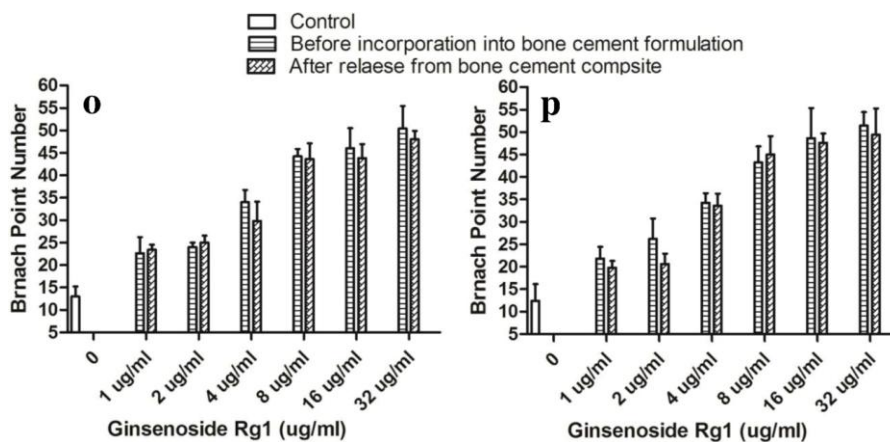 Control
Before incorporation into bone cement formulation
After relaese from bone cement compsite
o
Brnach Point Number
60
55
50
45
40
35
30
25
20
15
10
5
0
1 ug/ml
2 ug/ml
4 ug/ml
8 ug/ml
16 ug/ml
32 ug/ml
Ginsenoside Rg1 (ug/ml)
p
Brnach Point Number
60
55
50
45
40
35
30
25
20
15
10
5
0
1 ug/ml
2 ug/ml
4 ug/ml
8 ug/ml
16 ug/ml
32 ug/ml
Ginsenoside Rg1 (ug/ml)